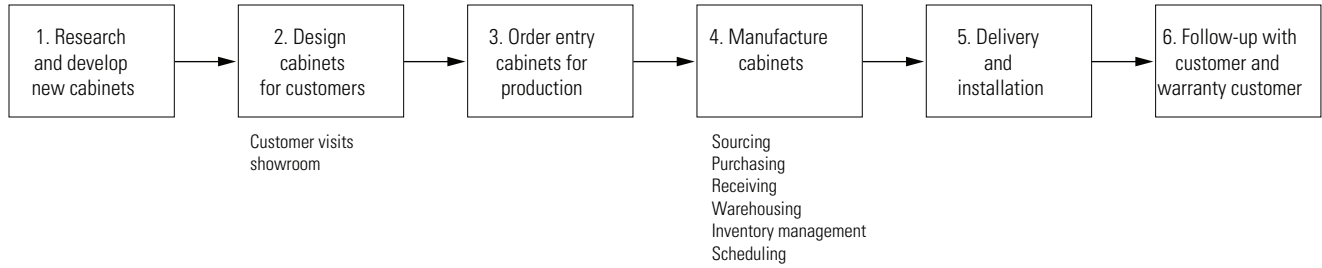 1. Research
and develop
new cabinets
2. Design
cabinets
for customers
3. Order entry
cabinets for
production
4. Manufacture
cabinets
5. Delivery
and
installation
6. Follow-up with
customer and
warranty customer
Customer visits
showroom
Sourcing
Purchasing
Receiving
Warehousing
Inventory management
Scheduling